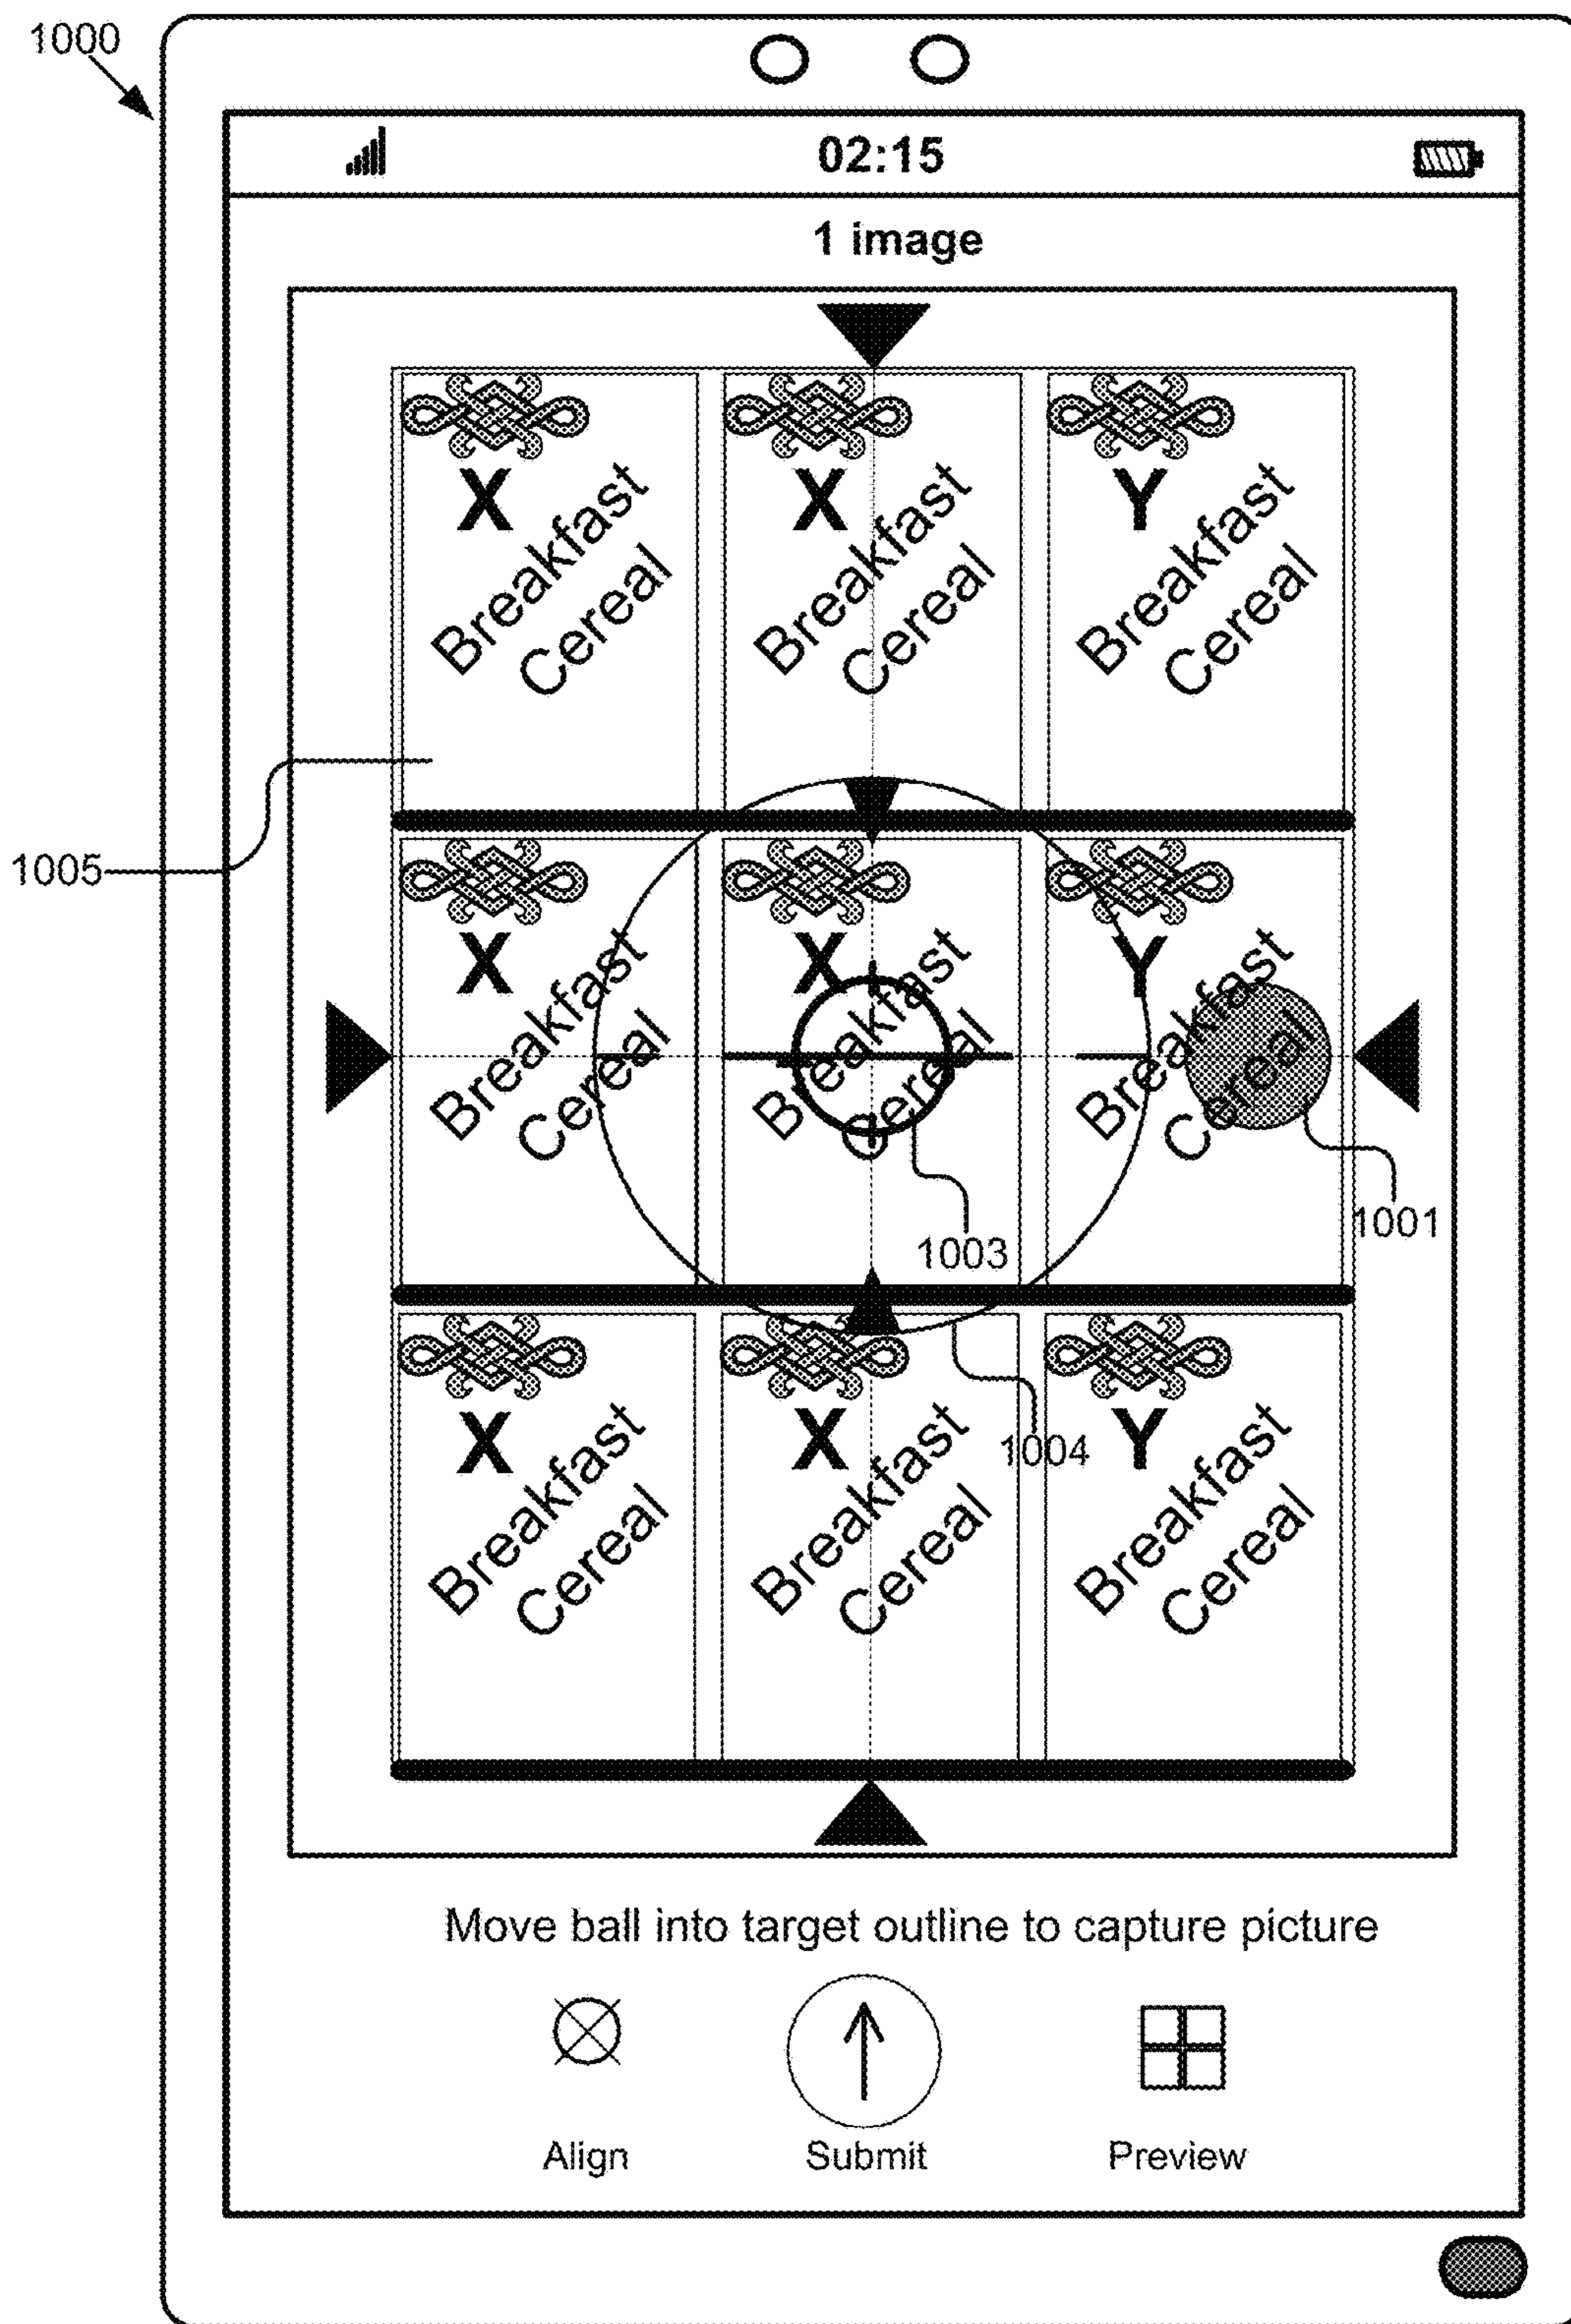 1000
02:15
1 image
X
Breakfast
Cereal
X
Breakfast
Cereal
Y
Breakfast
Cereal
1005
X
Breakfast
Cereal
X
Breakfast
Cereal
Y
Breakfast
Cereal
1001
1003
X
Breakfast
Cereal
X
Breakfast
Cereal
1004
Y
Breakfast
Cereal
Move ball into target outline to capture picture
Align
Submit
Preview